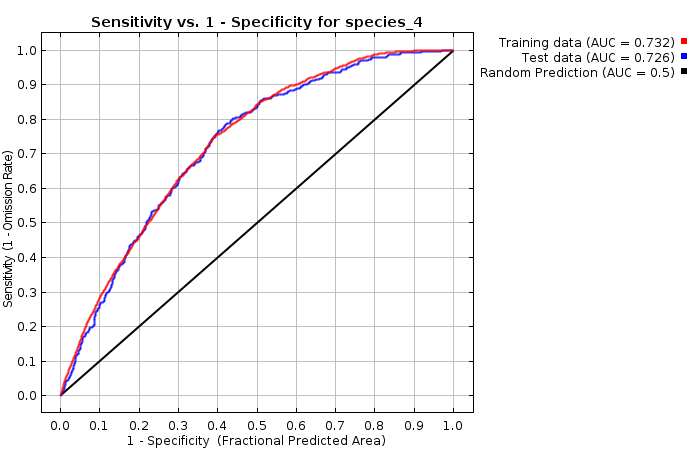 Sensitivity vs. 1 - Specificity for species_4
Training data (AUC = 0.732)
Test data (AUC = 0.726)
Random Prediction (AUC = 0.5)
Sensitivity (1 - Omission Rate)
1.0
0.9
0.8
0.7
0.6
0.5
0.4
0.3
0.2
0.1
0.0
0.0 0.1 0.2 0.3 0.4 0.5 0.6 0.7 0.8 0.9 1.0
1 - Specificity (Fractional Predicted Area)